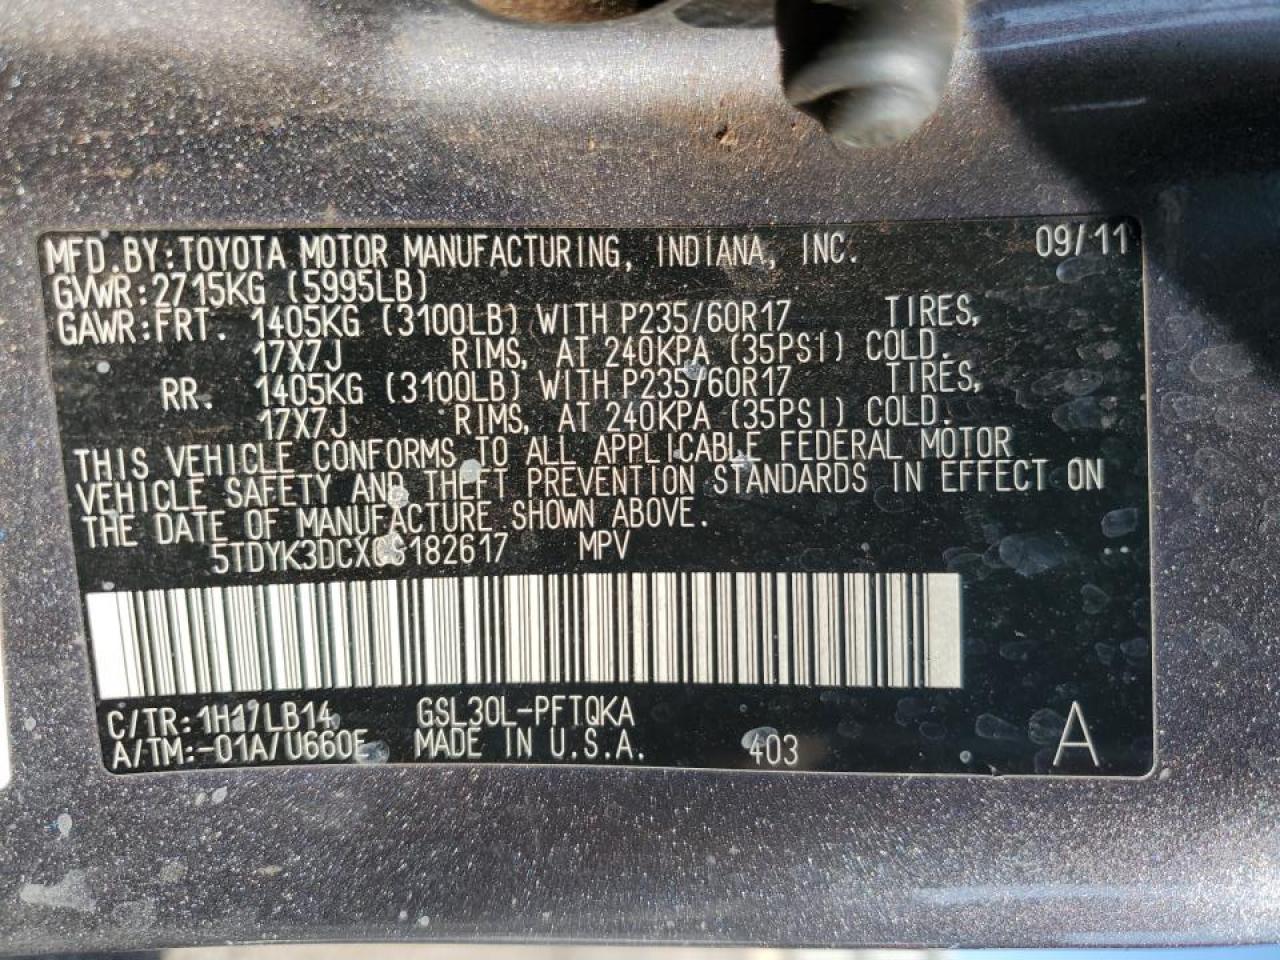 MFD.BY:TOYOTA MOTOR MANUFACTURING, INDIANA, INC. 09/11
GVWR:2715KG (5995LB)
GAWR:FRT. 1405KG (3100LB) WITH P235/60R17 TIRES,
17X7J RIMS, AT 240KPA (35PSI) COLD.
RR. 1405KG (3100LB) WITH P235/60R17 TIRES,
17X7J RIMS, AT 240KPA (35PSI) COLD.
THIS VEHICLE CONFORMS TO ALL APPLICABLE FEDERAL MOTOR
VEHICLE SAFETY AND THEFT PREVENTION STANDARDS IN EFFECT ON
THE DATE OF MANUFACTURE SHOWN ABOVE.
5TDYK3DCXCS182617 MPV
C/TR:1H17LB14 GSL30L-PFTQKA
A/TM:-01A/U660E MADE IN U.S.A. 403 A